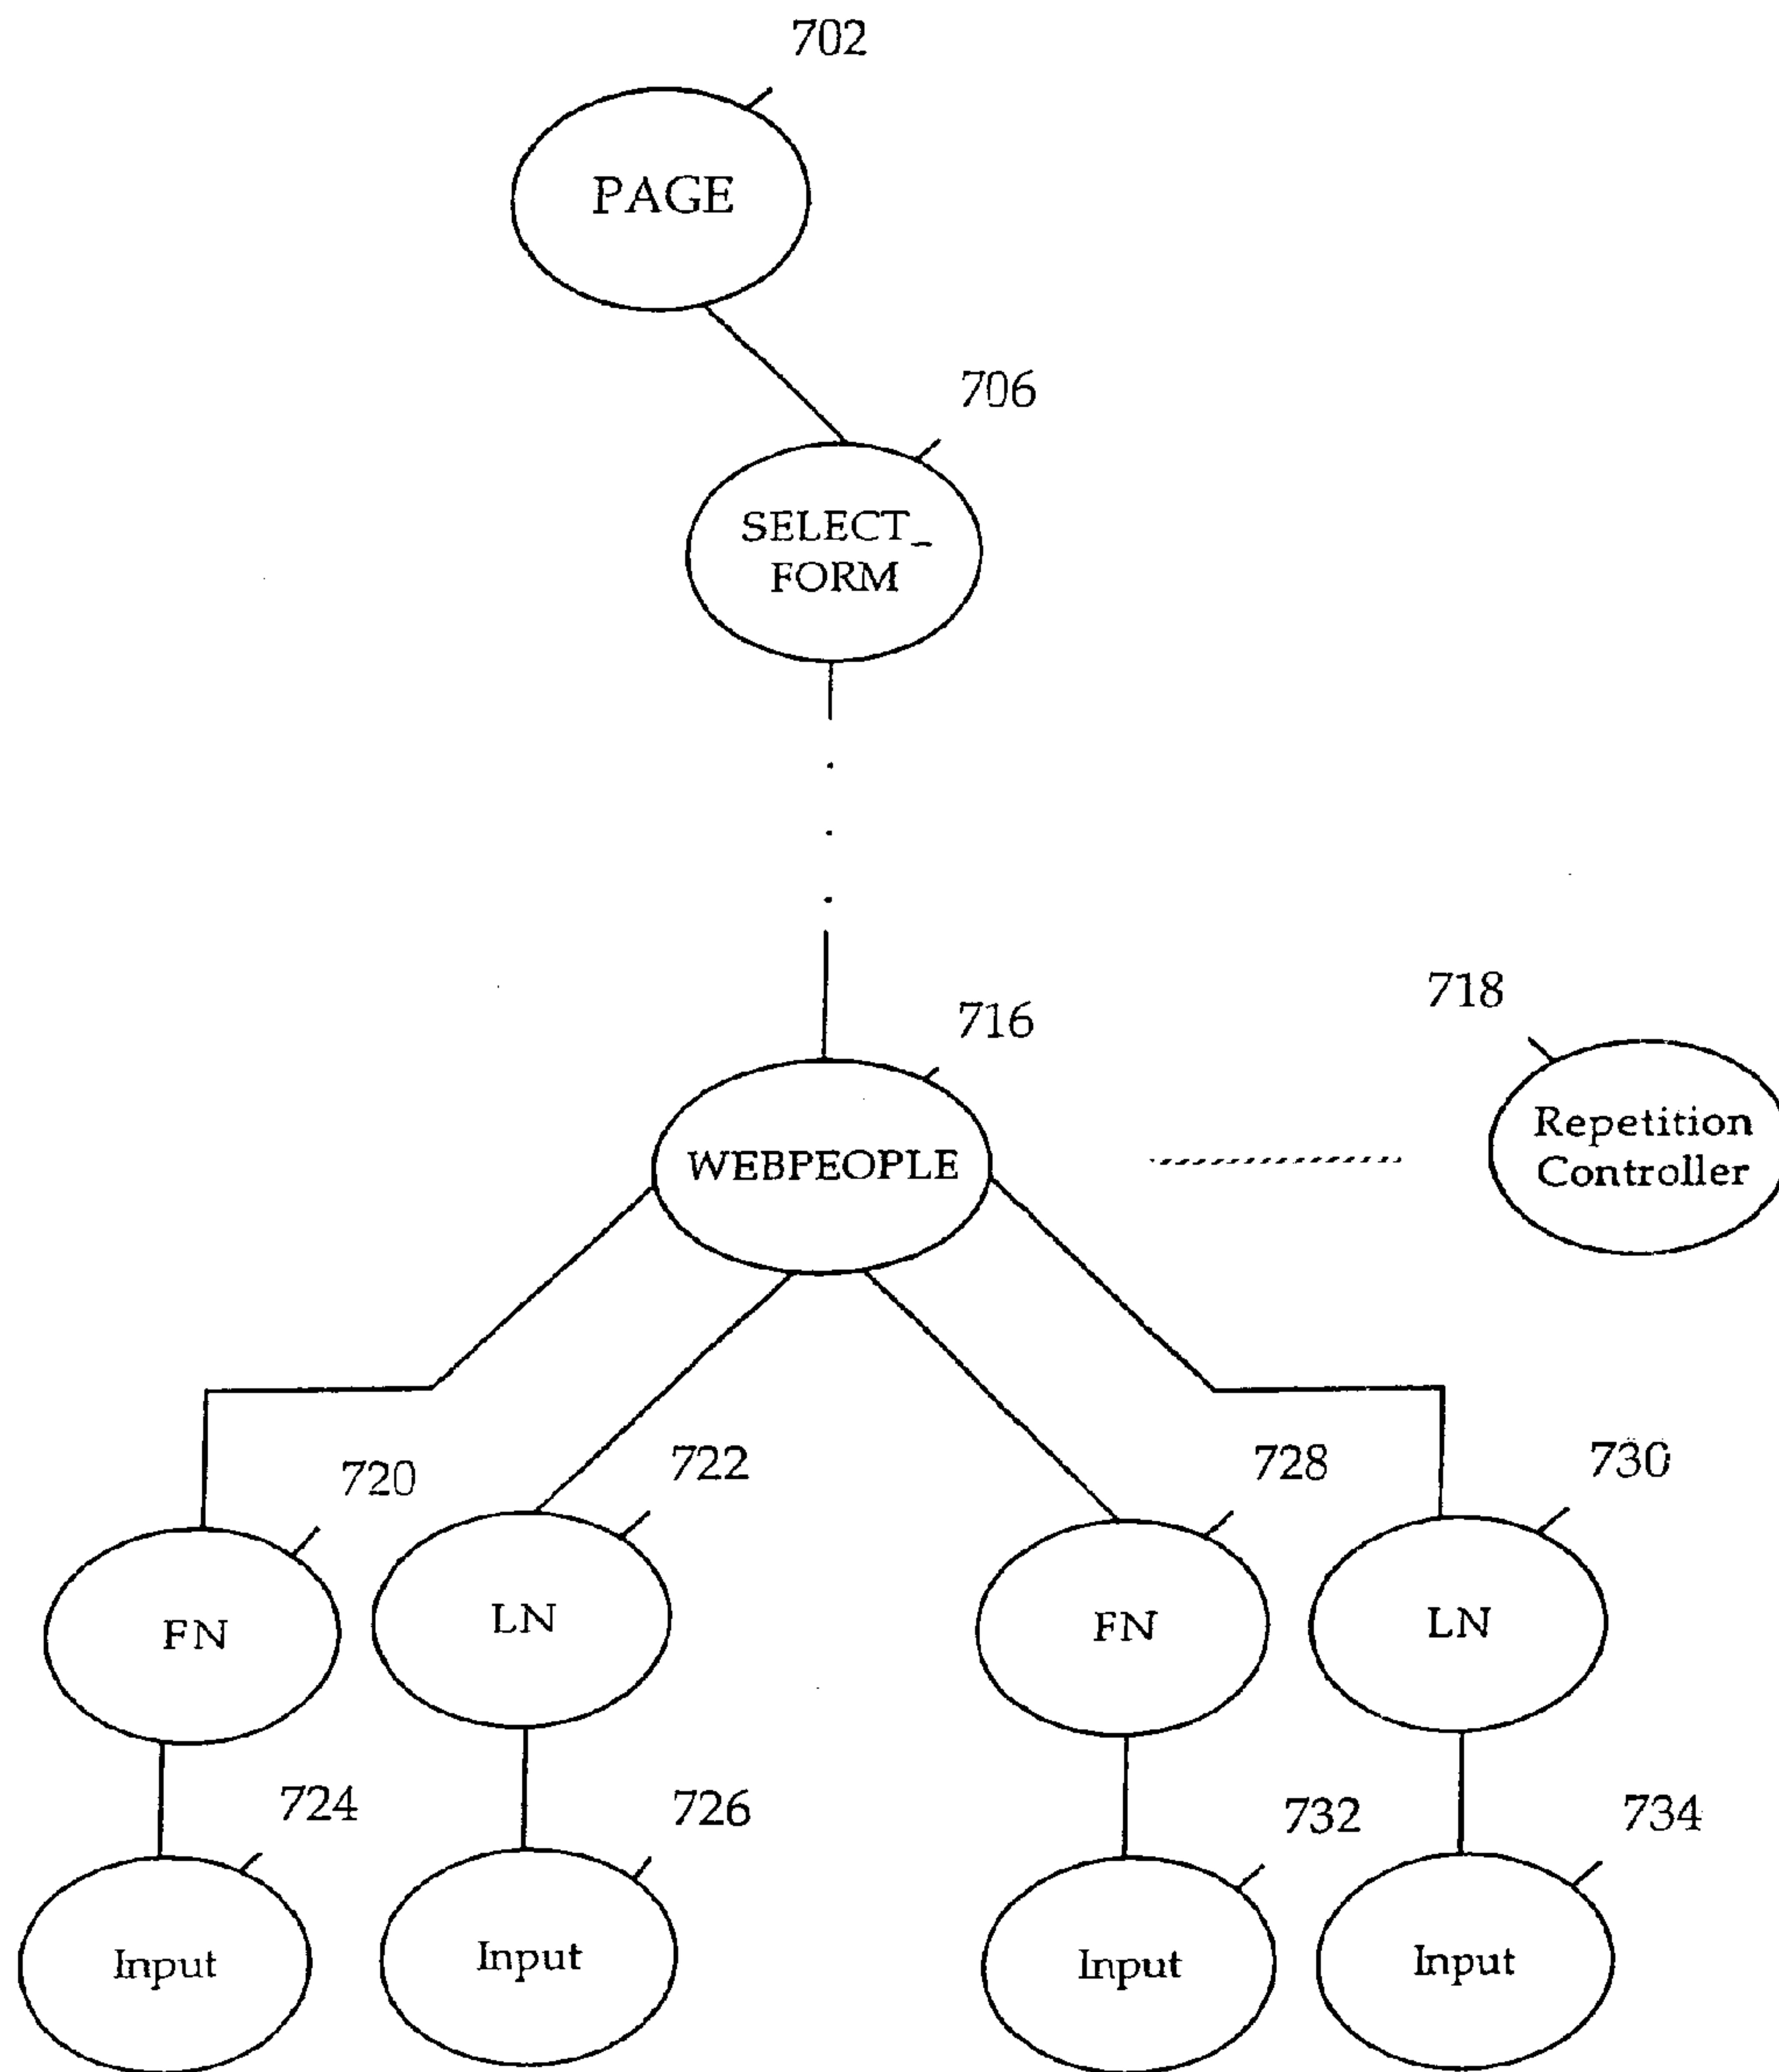 702
PAGE
706
SELECT_
FORM
716
WEBPEOPLE
718
Repetition
Controller
720
722
728
730
FN
LN
FN
LN
724
726
732
734
Input
Input
Input
Input